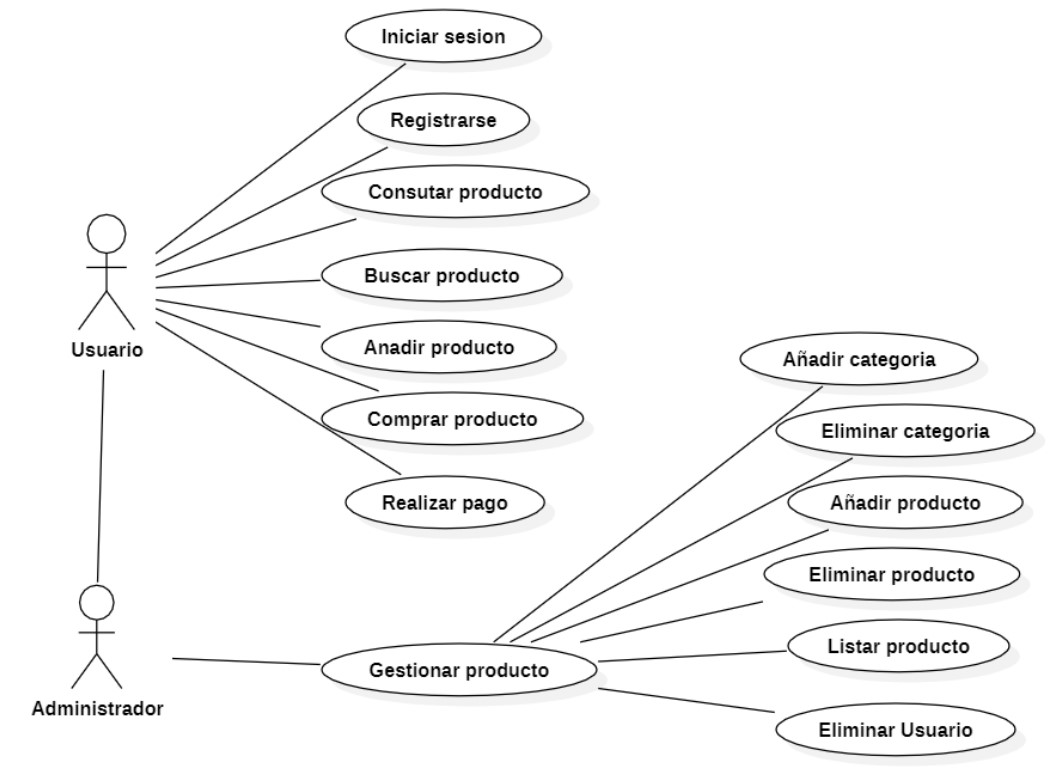 Iniciar sesion
Registrarse
Consutar producto
Buscar producto
Usuario
Anadir producto
Comprar producto
Realizar pago
Añadir categoria
Eliminar categoria
Añadir producto
Eliminar producto
Listar producto
Gestionar producto
Administrador
Eliminar Usuario